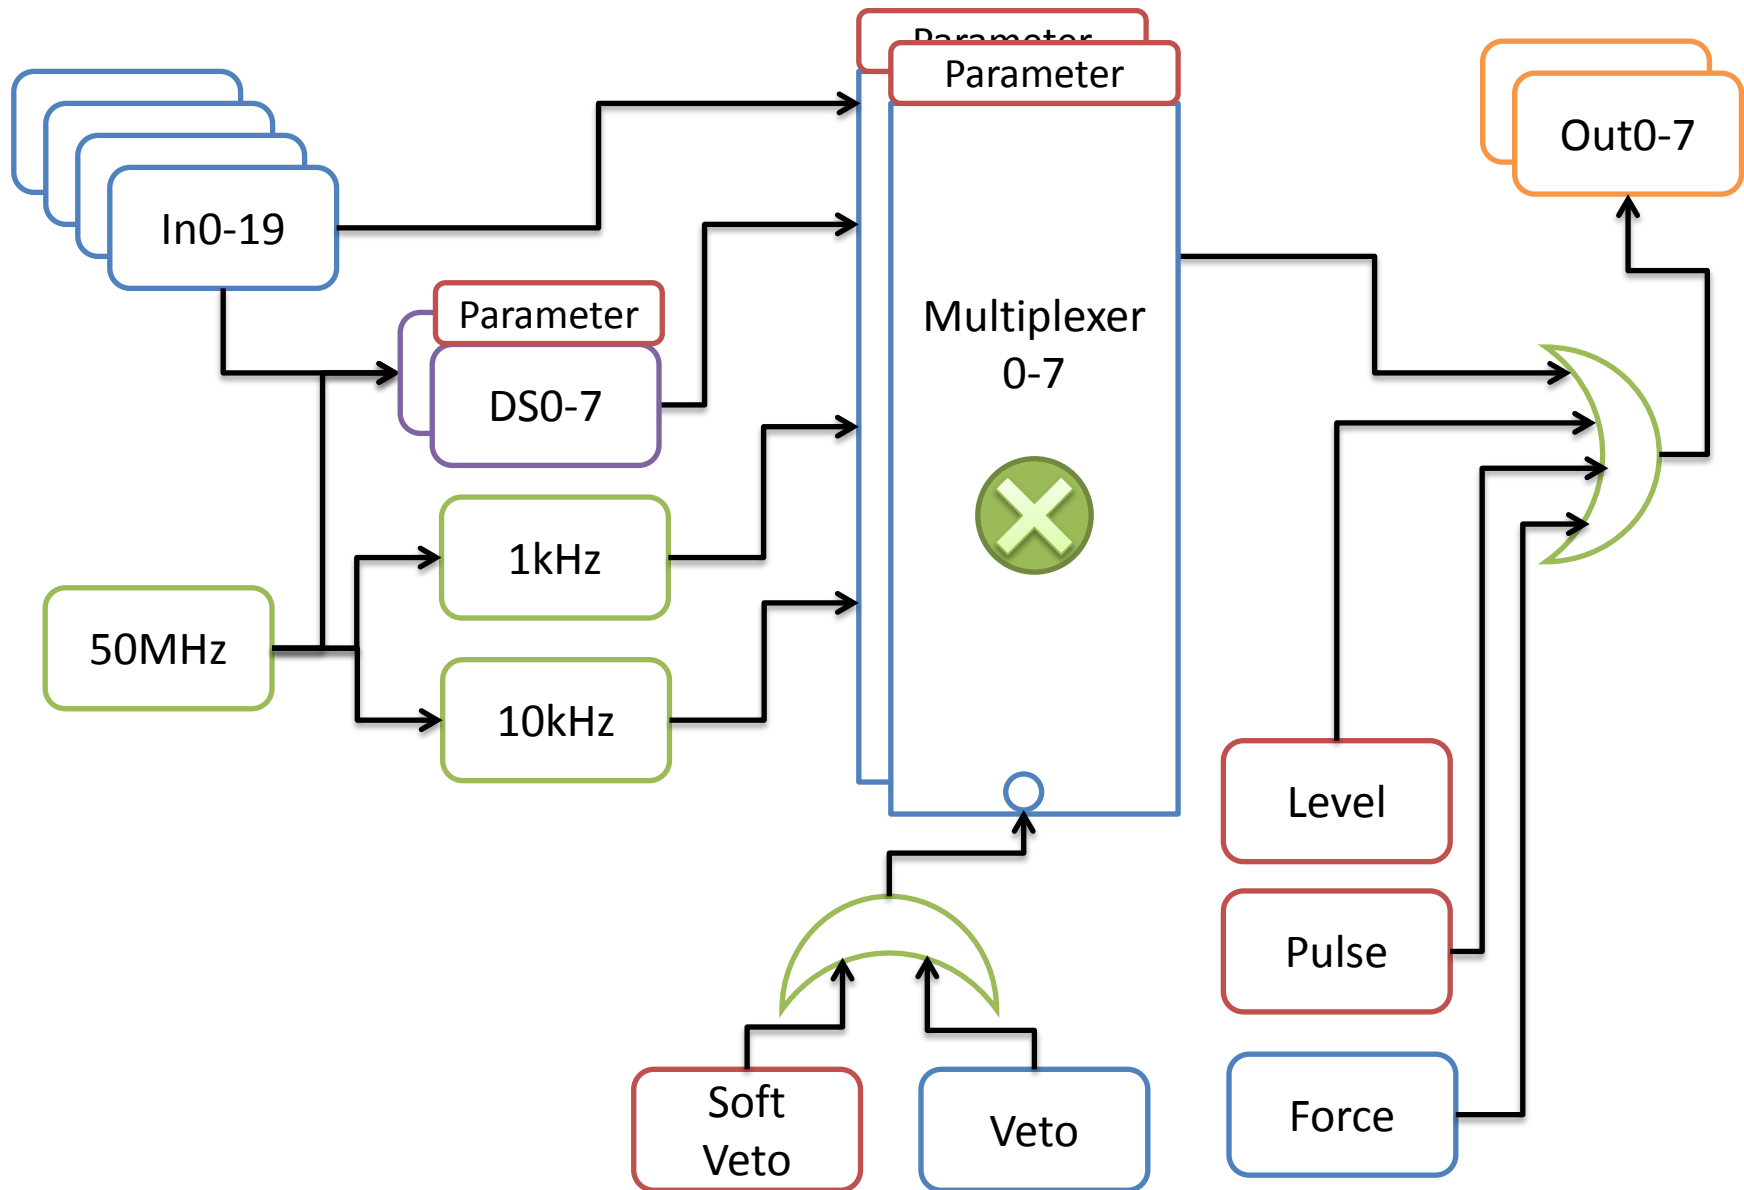 Parameter
Parameter
Out0-7
In0-19
Parameter
Multiplexer
0-7
DS0-7
1kHz
50MHz
10kHz
Level
Pulse
Soft
Veto
Veto
Force